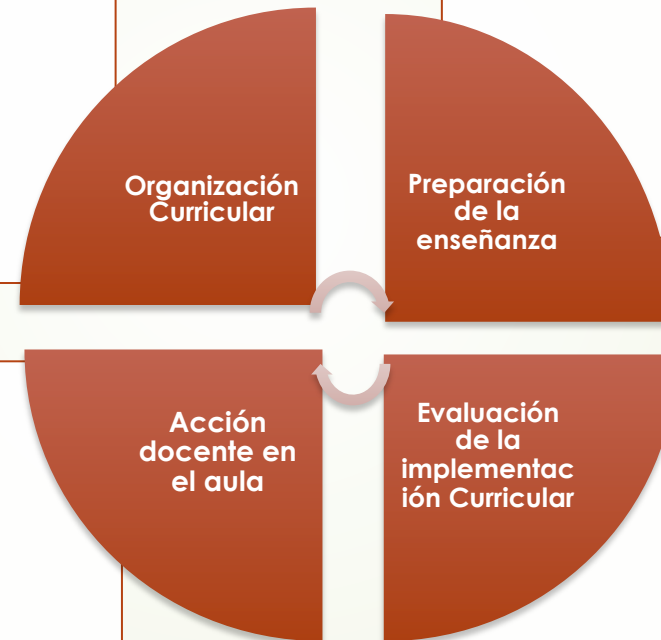 Organización
Curricular
Preparación
de la
enseñanza
Acción
docente en
el aula
Evaluación
de la
implementac
ión Curricular